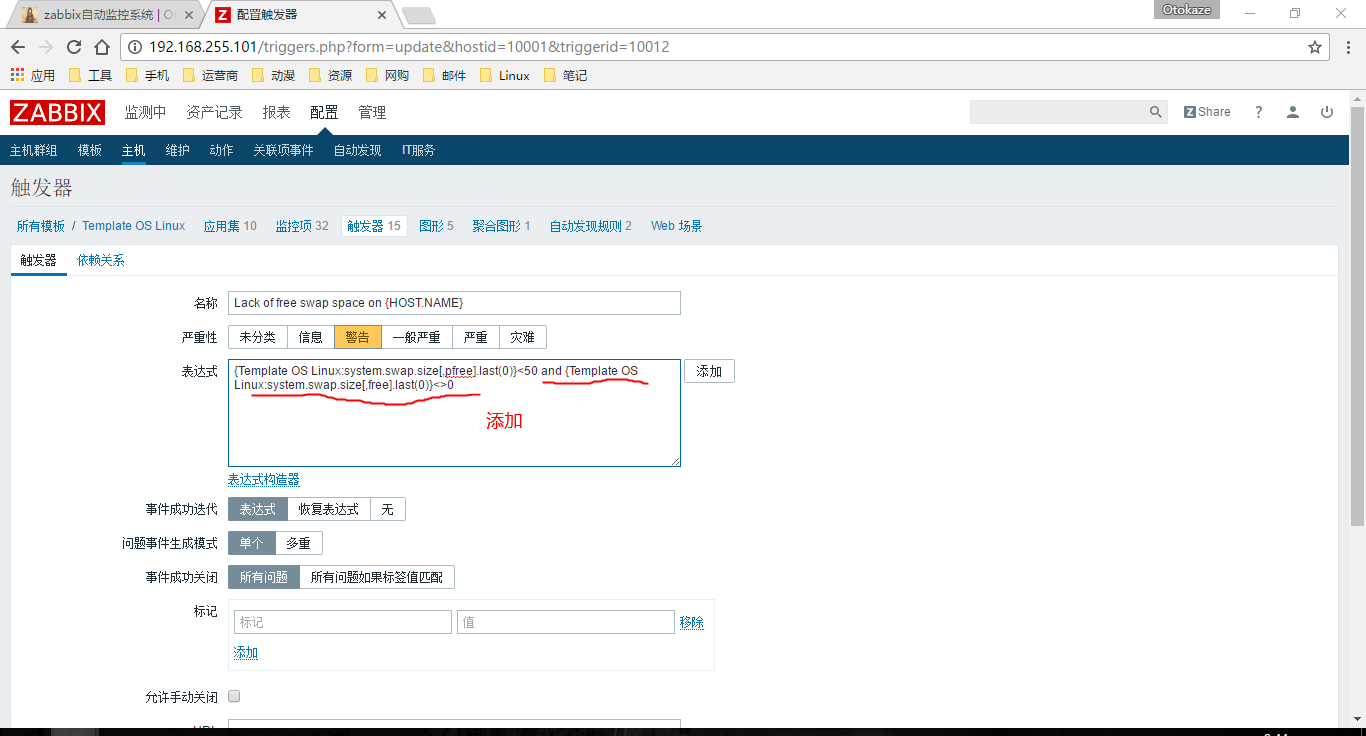 zabbix自动监控系统 | O
配置触发器
Otokaze
192.168.255.101/triggers.php?form=update&hostid=10001&triggerid=10012
应用 工具 手机 运营商 动漫 资源 网购 邮件 Linux 笔记
ZABBIX 监测中 资产记录 报表 配置 管理 Z Share ?
主机群组 模板 主机 维护 动作 关联项事件 自动发现 IT服务
触发器
所有模板 / Template OS Linux 应用集 10 监控项 32 触发器 15 图形 5 聚合图形 1 自动发现规则 2 Web 场景
触发器 依赖关系
名称 Lack of free swap space on {HOST.NAME}
严重性 未分类 信息 警告 一般严重 严重 灾难
表达式 {Template OS Linux:system.swap.size[,pfree].last(0)}<50 and {Template OS 添加
Linux:system.swap.size[,free].last(0)}<>0
添加
表达式构造器
事件成功迭代 表达式 恢复表达式 无
问题事件生成模式 单个 多重
事件成功关闭 所有问题 所有问题如果标签值匹配
标记 标记 值 移除
添加
允许手动关闭